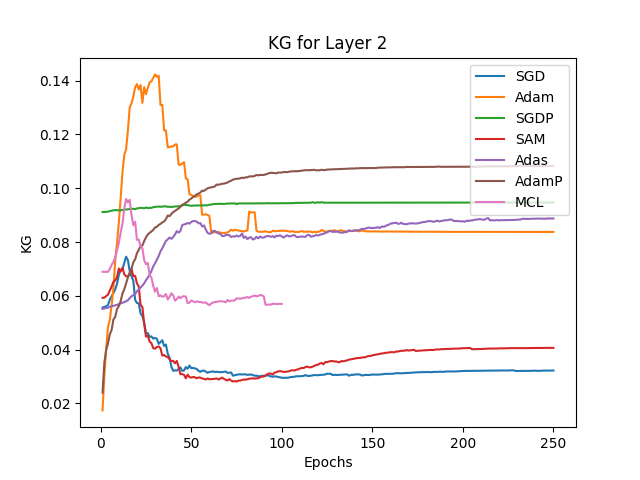 KG for Layer 2
SGD
Adam
SGDP
SAM
Adas
AdamP
MCL
0.14
0.12
0.10
0.08
0.06
0.04
0.02
KG
0
50
100
150
200
250
Epochs